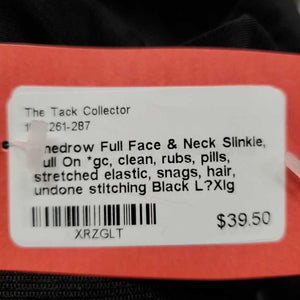 The Tack Collector
261-287
Full Face & Neck Slinkie,
On *gc, clean, rubs, pills,
stretched elastic, snags, hair,
undone stitching Black L?Xlg
XRZGLT
$39.50